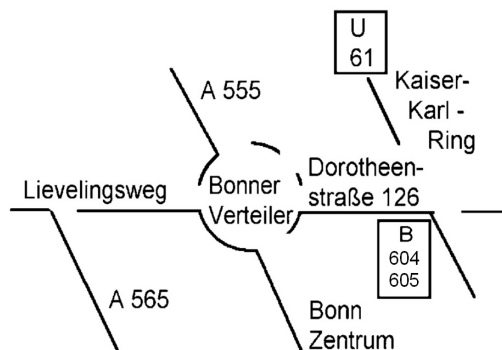 U
61
A 555
Kaiser-
Karl -
Ring
Lievelingsweg
Bonner
Verteiler
Dorotheen-
straße 126
B
604
605
A 565
Bonn
Zentrum